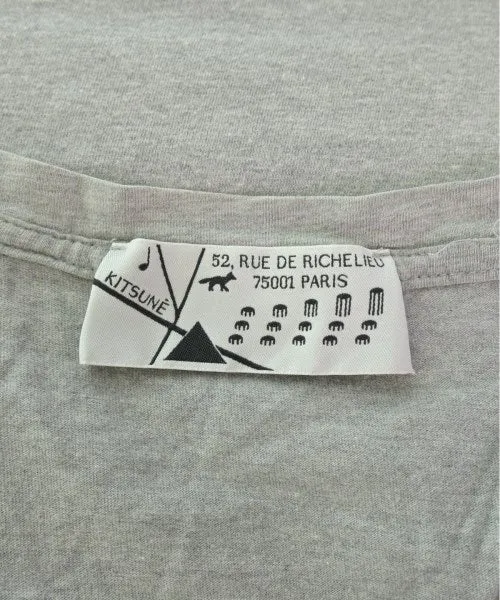 52, RUE DE RICHELIEU
75001 PARIS
KITSUNÉ